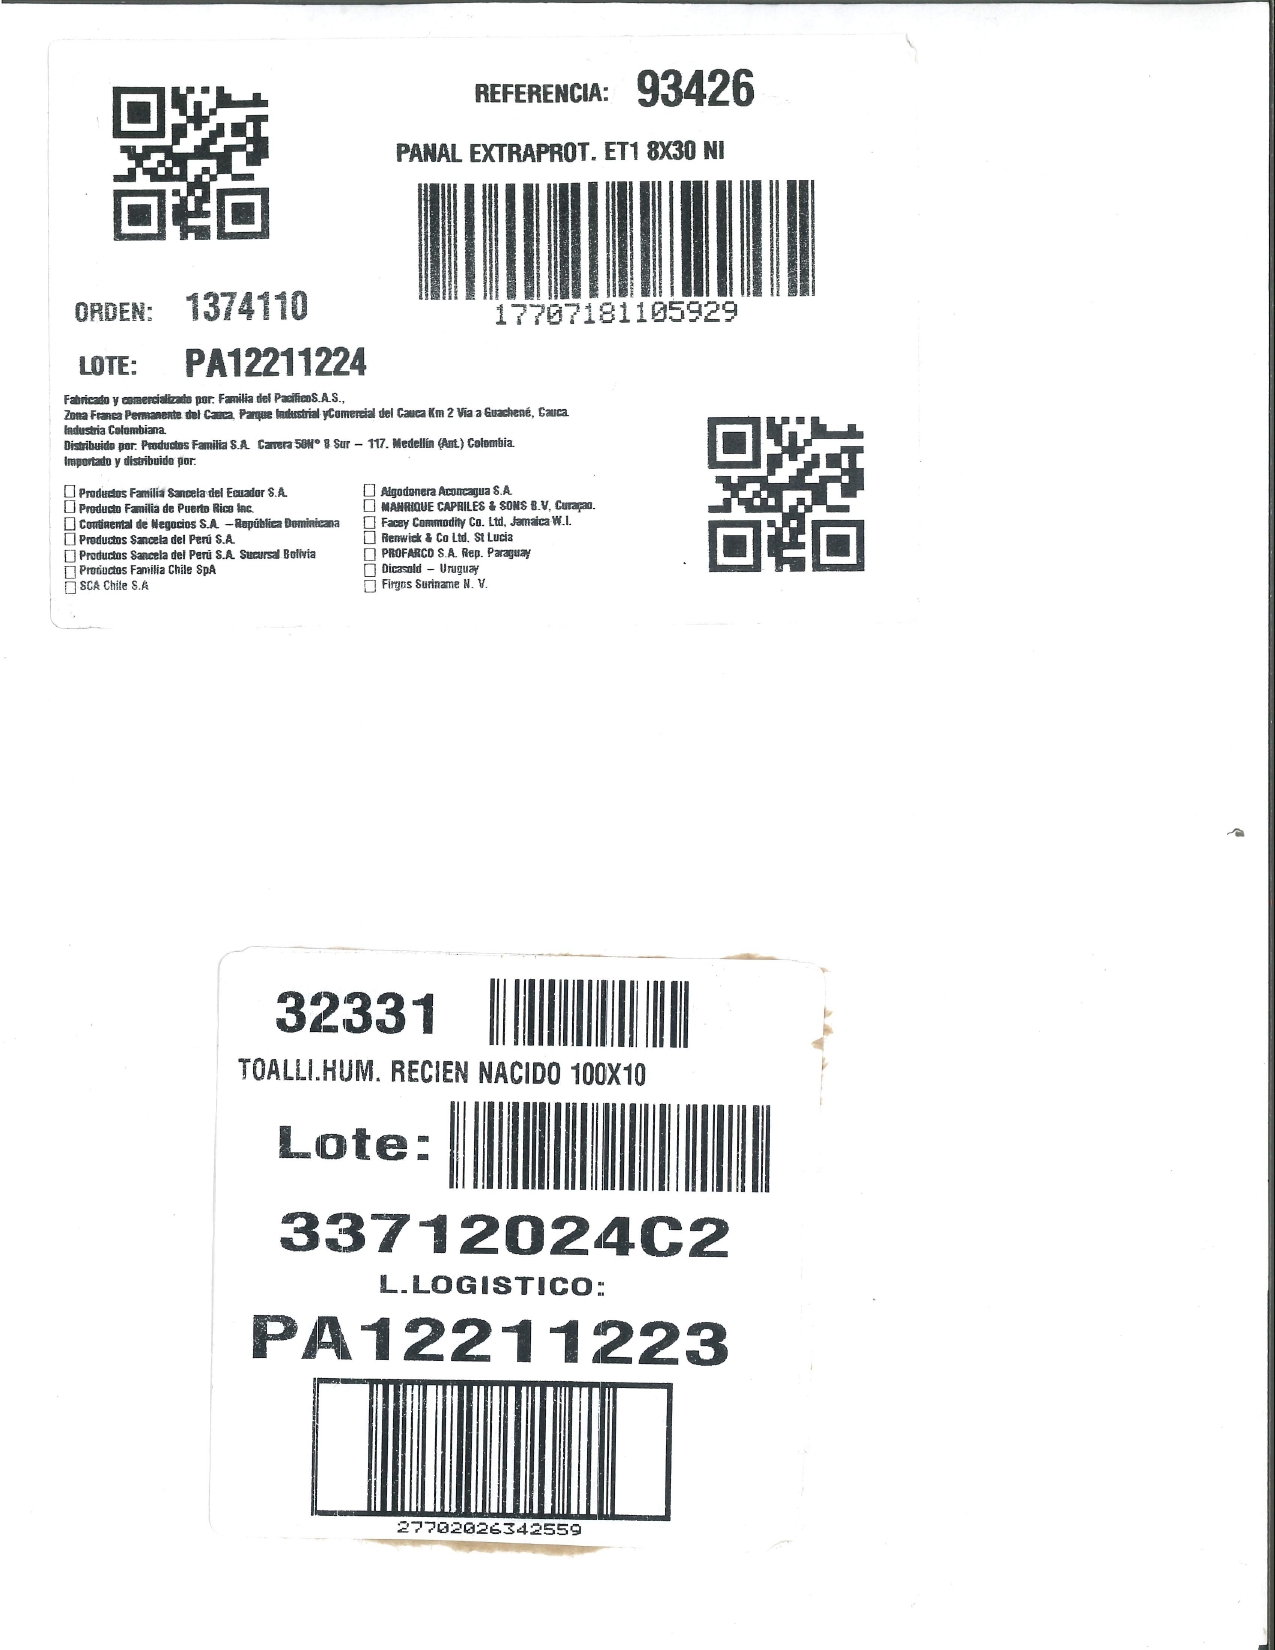 REFERENCIA: 93426
PANAL EXTRAPROT. ET1 8X30 NI
17707181105929
ORDEN: 1374110
LOTE: PA12211224
Fabricado y comercializado por: Familia del PacíficoS.A.S.,
Zona Franca Permanente del Cauca, Parque Industrial yComercial del Cauca Km 2 Via a Guachené, Cauca.
Industria Colombiana.
Distribuido por: Productos Familia S.A. Carrera 50N° 8 Sur – 117. Medellín (Ant.) Colombia.
Importado y distribuido por:
Productos Familia Sancela del Ecuador S.A.
Producto Familia de Puerto Rico Inc.
Continental de Negocios S.A. –República Dominicana
Productos Sancela del Perú S.A.
Productos Sancela del Perú S.A. Sucursal Bolivia
Productos Familia Chile SpA
SCA Chile S.A
Algodonera Aconcagua S.A.
MANRIQUE CAPRILES & SONS B.V, Curaçao.
Facey Commodity Co. Ltd, Jamaica W.I.
Renwick & Co Ltd. St Lucia
PROFARCO S.A. Rep. Paraguay
Dicasold – Uruguay
Firgos Suriname N. V.
32331
TOALLI.HUM. RECIEN NACIDO 100X10
Lote:
33712024C2
L.LOGISTICO:
PA12211223
27702026342559